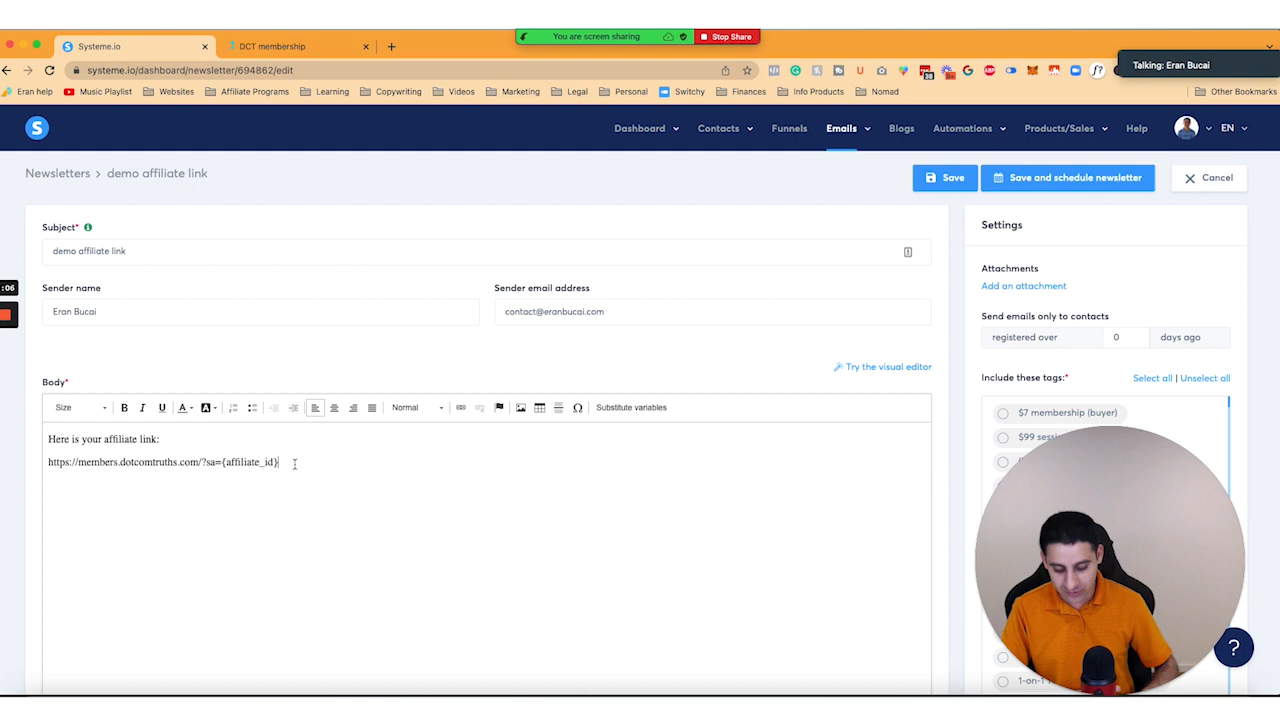 You are screen sharing
Stop Share
Systeme.io
DCT membership
Talking: Eran Bucai
systeme.io/dashboard/newsletter/694862/edit
Eran help
Music Playlist
Websites
Affiliate Programs
Learning
Copywriting
Videos
Marketing
Legal
Personal
Switchy
Finances
Info Products
Nomad
Other Bookmarks
S
Dashboard
Contacts
Funnels
Emails
Blogs
Automations
Products/Sales
Help
EN
Newsletters > demo affiliate link
Save
Save and schedule newsletter
Cancel
Subject*
demo affiliate link
Sender name
Sender email address
Eran Bucai
contact@eranbucai.com
Try the visual editor
Body*
Size
B
I
U
A
A
Normal
Ω
Substitute variables
Here is your affiliate link:
https://members.dotcomtruths.com/?sa={affiliate_id}
:06
Settings
Attachments
Add an attachment
Send emails only to contacts
registered over 0 days ago
Include these tags:*
Select all | Unselect all
$7 membership (buyer)
1-on-1
?